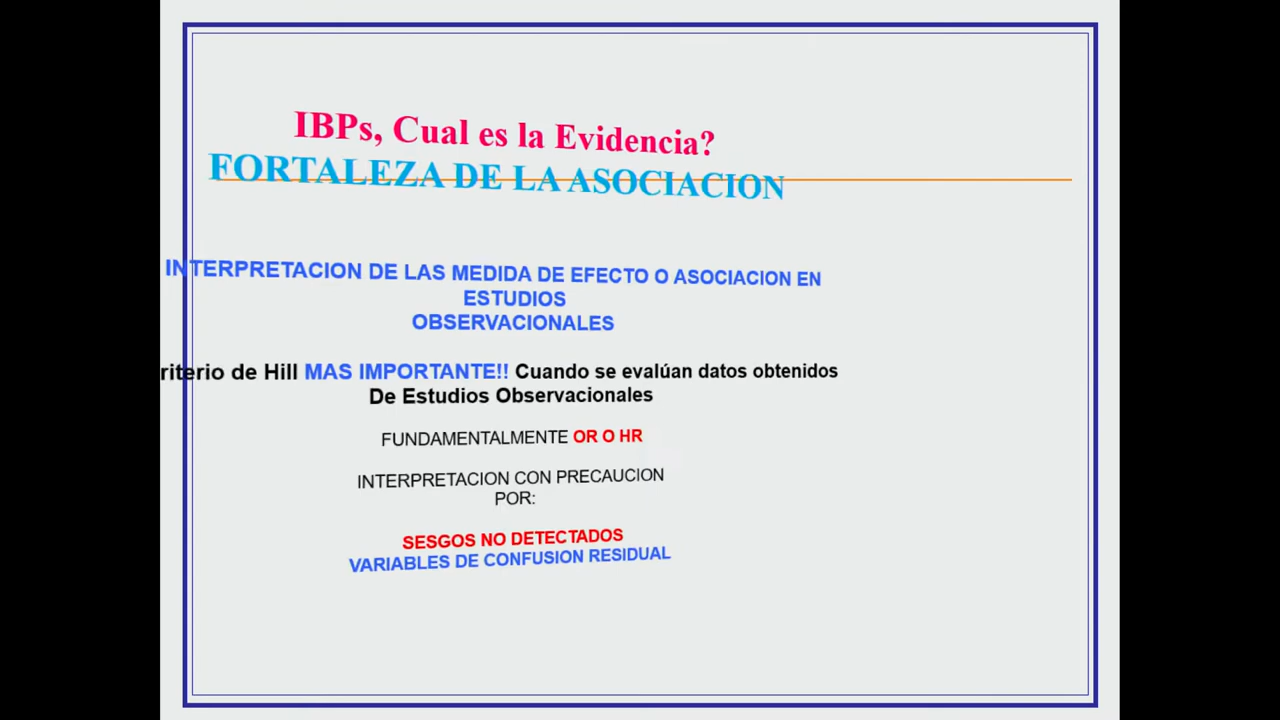 IBPs, Cual es la Evidencia?
FORTALEZA DE LA ASOCIACION
INTERPRETACION DE LAS MEDIDA DE EFECTO O ASOCIACION EN
ESTUDIOS
OBSERVACIONALES
riterio de Hill MAS IMPORTANTE!! Cuando se evalúan datos obtenidos
De Estudios Observacionales
FUNDAMENTALMENTE OR O HR
INTERPRETACION CON PRECAUCION
POR:
SESGOS NO DETECTADOS
VARIABLES DE CONFUSION RESIDUAL